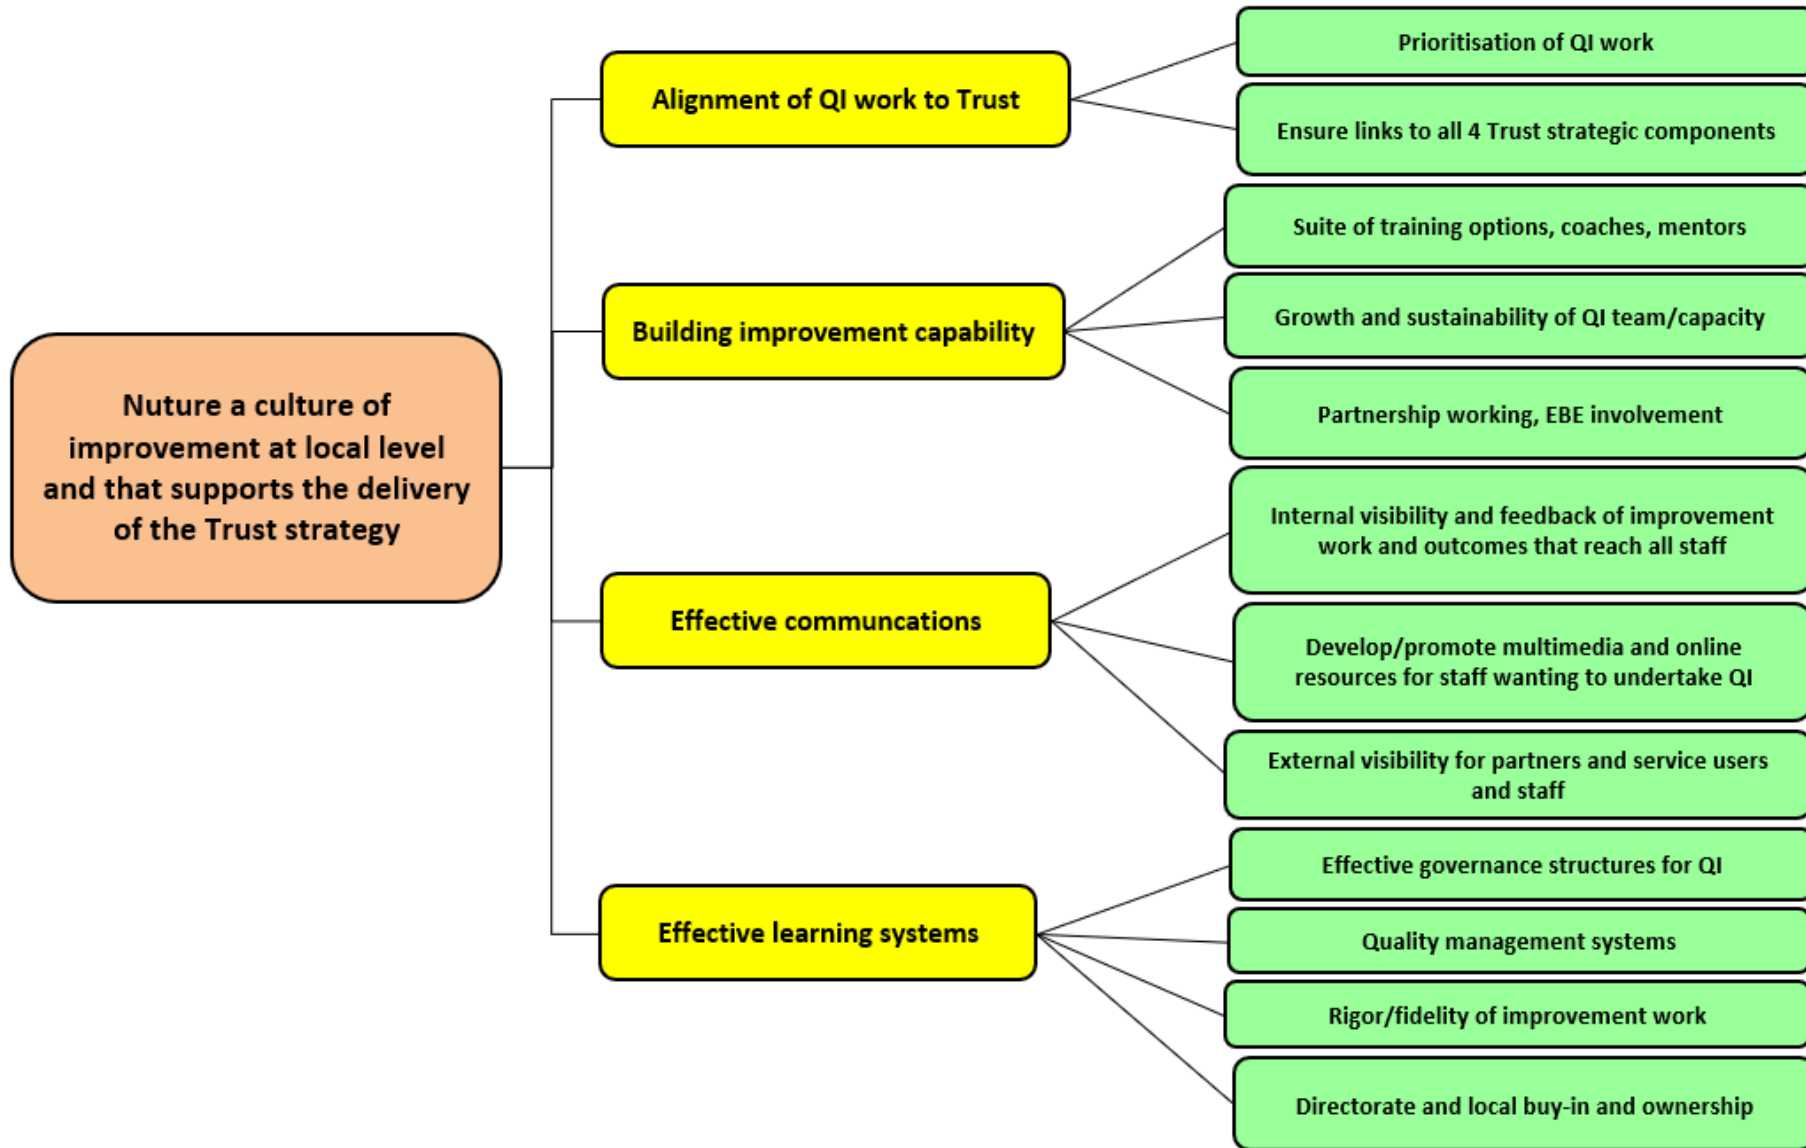 Nuture a culture of
improvement at local level
and that supports the delivery
of the Trust strategy
Alignment of QI work to Trust
Prioritisation of QI work
Ensure links to all 4 Trust strategic components
Building improvement capability
Suite of training options, coaches, mentors
Growth and sustainability of QI team/capacity
Partnership working, EBE involvement
Effective communcations
Internal visibility and feedback of improvement
work and outcomes that reach all staff
Develop/promote multimedia and online
resources for staff wanting to undertake QI
External visibility for partners and service users
and staff
Effective learning systems
Effective governance structures for QI
Quality management systems
Rigor/fidelity of improvement work
Directorate and local buy-in and ownership